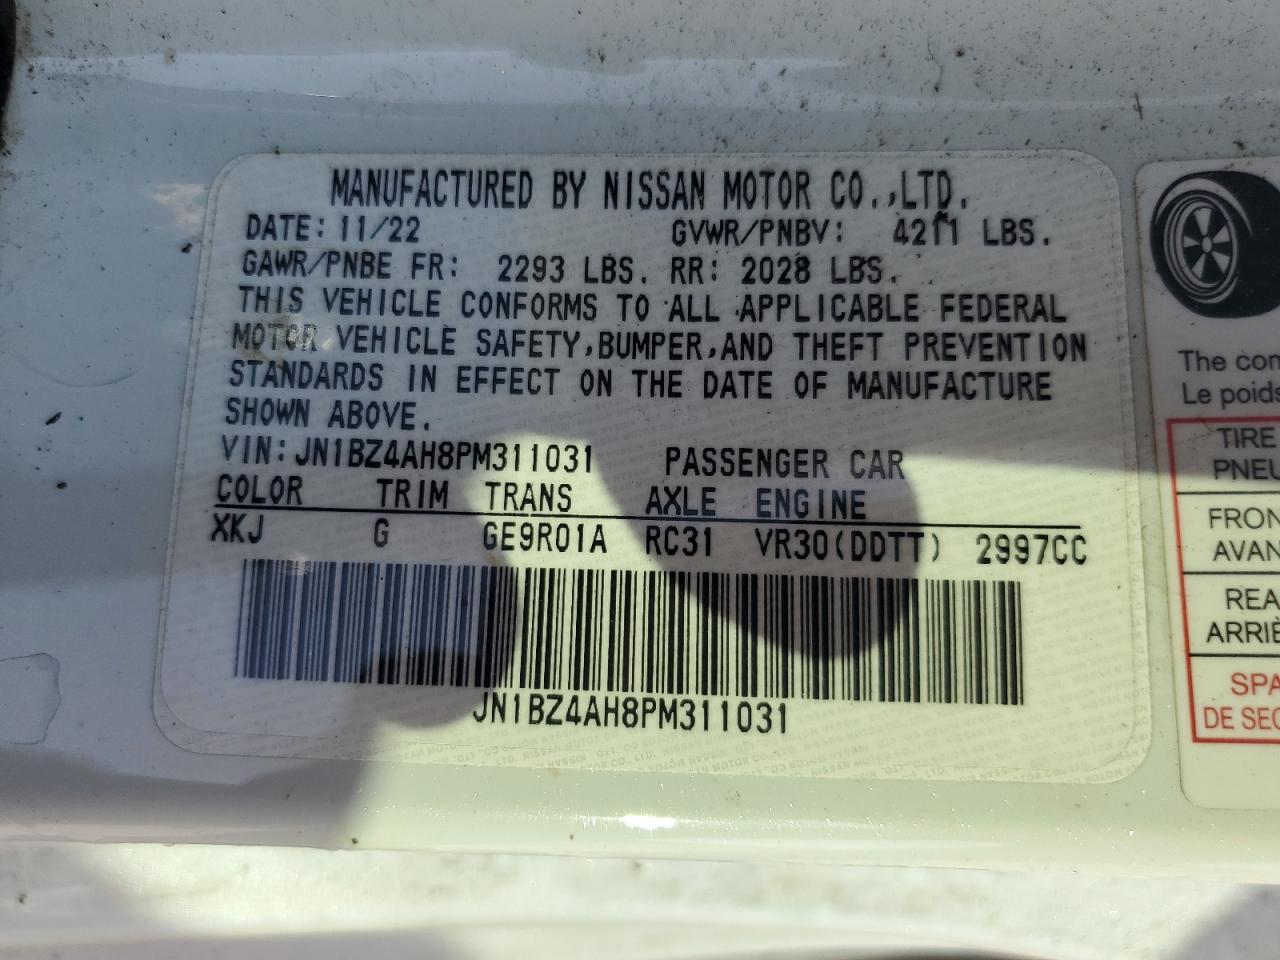 MANUFACTURED BY NISSAN MOTOR CO.,LTD.
DATE: 11/22 GVWR/PNBV: 4211 LBS.
GAWR/PNBE FR: 2293 LBS. RR: 2028 LBS.
THIS VEHICLE CONFORMS TO ALL APPLICABLE FEDERAL
MOTOR VEHICLE SAFETY,BUMPER,AND THEFT PREVENTION
STANDARDS IN EFFECT ON THE DATE OF MANUFACTURE
SHOWN ABOVE.
VIN:JN1BZ4AH8PM311031 PASSENGER CAR
COLOR TRIM TRANS AXLE ENGINE
XKJ G GE9R01A RC31 VR30(DDTT) 2997CC
JN1BZ4AH8PM311031
The con
Le poids
TIRE
PNEU
FRON
AVAN
REA
ARRIÈ
SPA
DE SEC